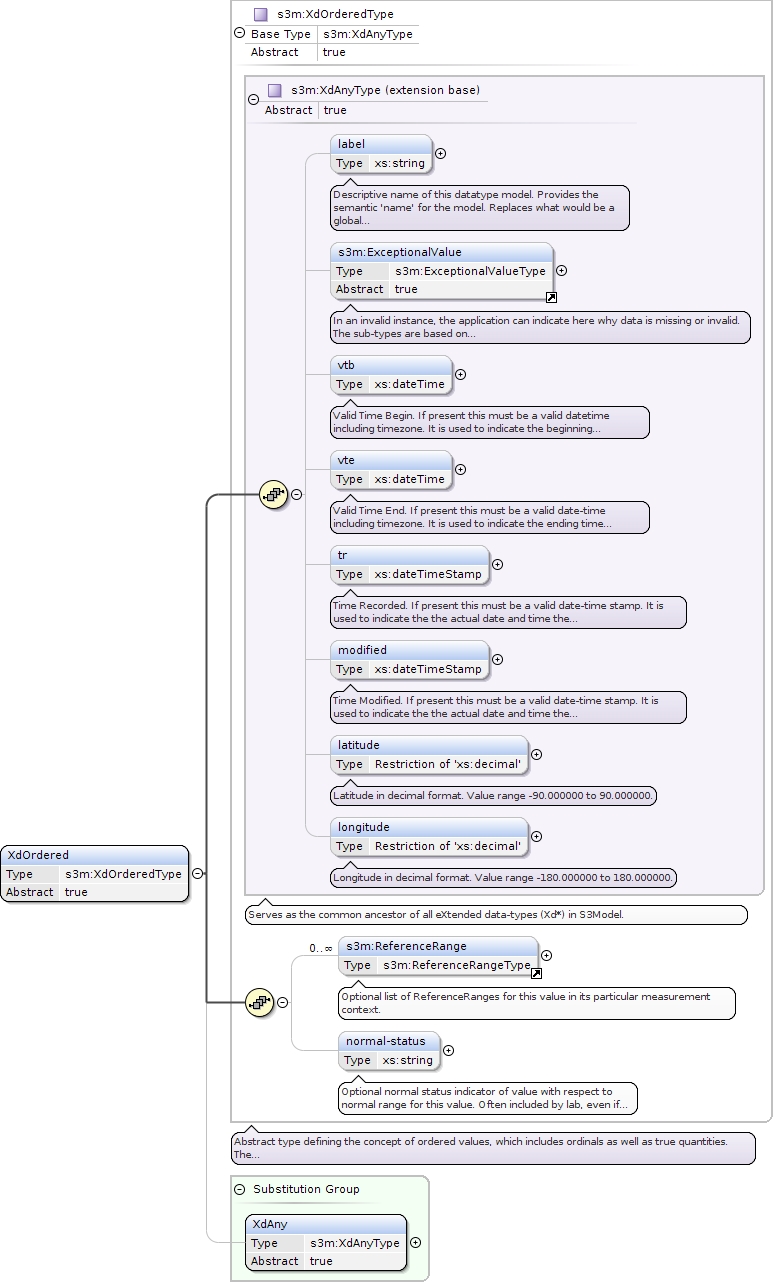 s3m:XdOrderedType
Base Type s3m:XdAnyType
Abstract true
s3m:XdAnyType (extension base)
Abstract true
label
Type xs:string
Descriptive name of this datatype model. Provides the
semantic 'name' for the model. Replaces what would be a
global...
s3m:ExceptionalValue
Type s3m:ExceptionalValueType
Abstract true
In an invalid instance, the application can indicate here why data is missing or invalid.
The sub-types are based on...
vtb
Type xs:dateTime
Valid Time Begin. If present this must be a valid datetime
including timezone. It is used to indicate the beginning...
vte
Type xs:dateTime
Valid Time End. If present this must be a valid date-time
including timezone. It is used to indicate the ending time...
tr
Type xs:dateTimeStamp
Time Recorded. If present this must be a valid date-time stamp. It is
used to indicate the the actual date and time the...
modified
Type xs:dateTimeStamp
Time Modified. If present this must be a valid date-time stamp. It is
used to indicate the the actual date and time the...
latitude
Type Restriction of 'xs:decimal'
Latitude in decimal format. Value range -90.000000 to 90.000000.
longitude
Type Restriction of 'xs:decimal'
Longitude in decimal format. Value range -180.000000 to 180.000000.
XdOrdered
Type s3m:XdOrderedType
Abstract true
Serves as the common ancestor of all eXtended data-types (Xd*) in S3Model.
0..∞
s3m:ReferenceRange
Type s3m:ReferenceRangeType
Optional list of ReferenceRanges for this value in its particular measurement
context.
normal-status
Type xs:string
Optional normal status indicator of value with respect to
normal range for this value. Often included by lab, even if...
Abstract type defining the concept of ordered values, which includes ordinals as well as true quantities.
The...
Substitution Group
XdAny
Type s3m:XdAnyType
Abstract true